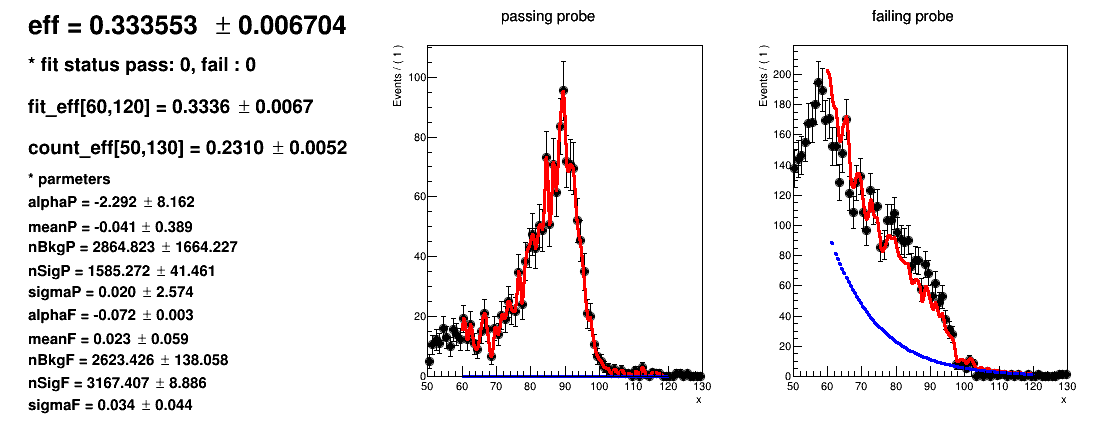 eff = 0.333553 ± 0.006704
* fit status pass: 0, fail : 0
fit_eff[60,120] = 0.3336 ± 0.0067
count_eff[50,130] = 0.2310 ± 0.0052
* parmeters
alphaP = -2.292 ± 8.162
meanP = -0.041 ± 0.389
nBkgP = 2864.823 ± 1664.227
nSigP = 1585.272 ± 41.461
sigmaP = 0.020 ± 2.574
alphaF = -0.072 ± 0.003
meanF = 0.023 ± 0.059
nBkgF = 2623.426 ± 138.058
nSigF = 3167.407 ± 8.886
sigmaF = 0.034 ± 0.044
passing probe
Events / ( 1 )
100
80
60
40
20
0
50 60 70 80 90 100 110 120 130
x
failing probe
Events / ( 1 )
200
180
160
140
120
100
80
60
40
20
0
50 60 70 80 90 100 110 120 130
x